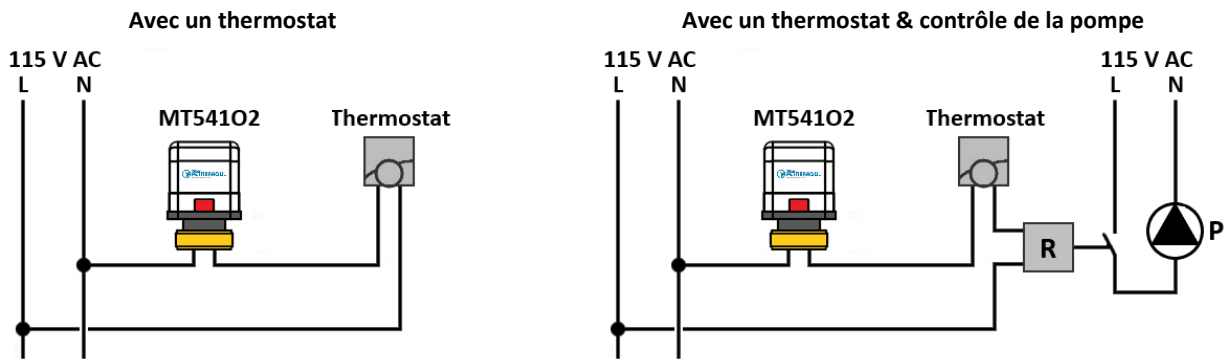 Avec un thermostat
115 V AC
L N
MT541O2
Thermostat
Avec un thermostat & contrôle de la pompe
115 V AC
L N
MT541O2
Thermostat
115 V AC
L N
R
P